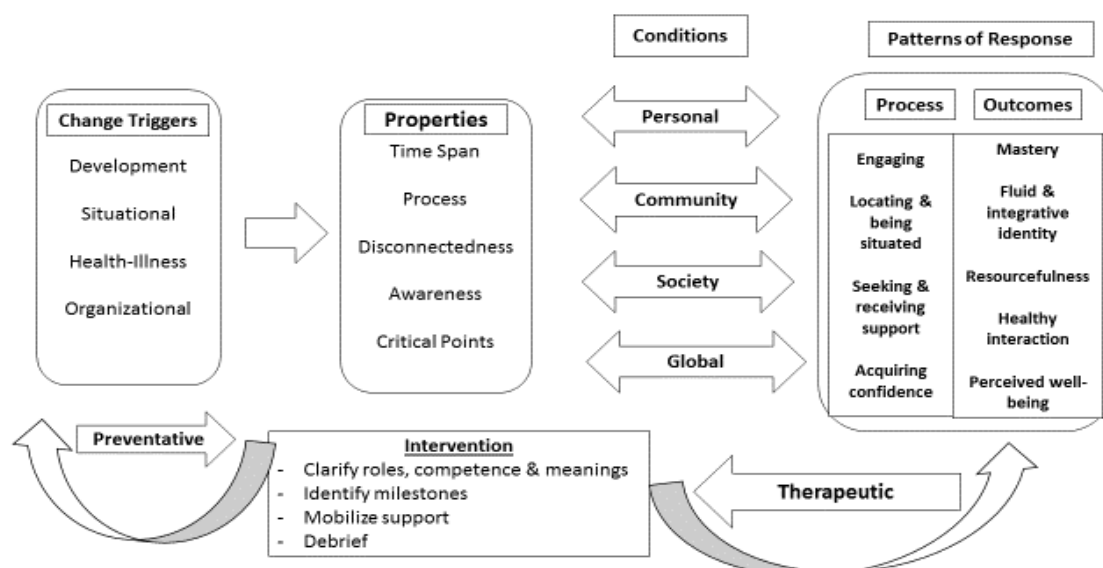 Change Triggers
Development
Situational
Health-Illness
Organizational
Properties
Time Span
Process
Disconnectedness
Awareness
Critical Points
Conditions
Personal
Community
Society
Global
Patterns of Response
Process
Engaging
Locating &
being
situated
Seeking &
receiving
support
Acquiring
confidence
Outcomes
Mastery
Fluid &
integrative
identity
Resourcefulness
Healthy
interaction
Perceived well-
being
Preventative
Intervention
- Clarify roles, competence & meanings
- Identify milestones
- Mobilize support
- Debrief
Therapeutic